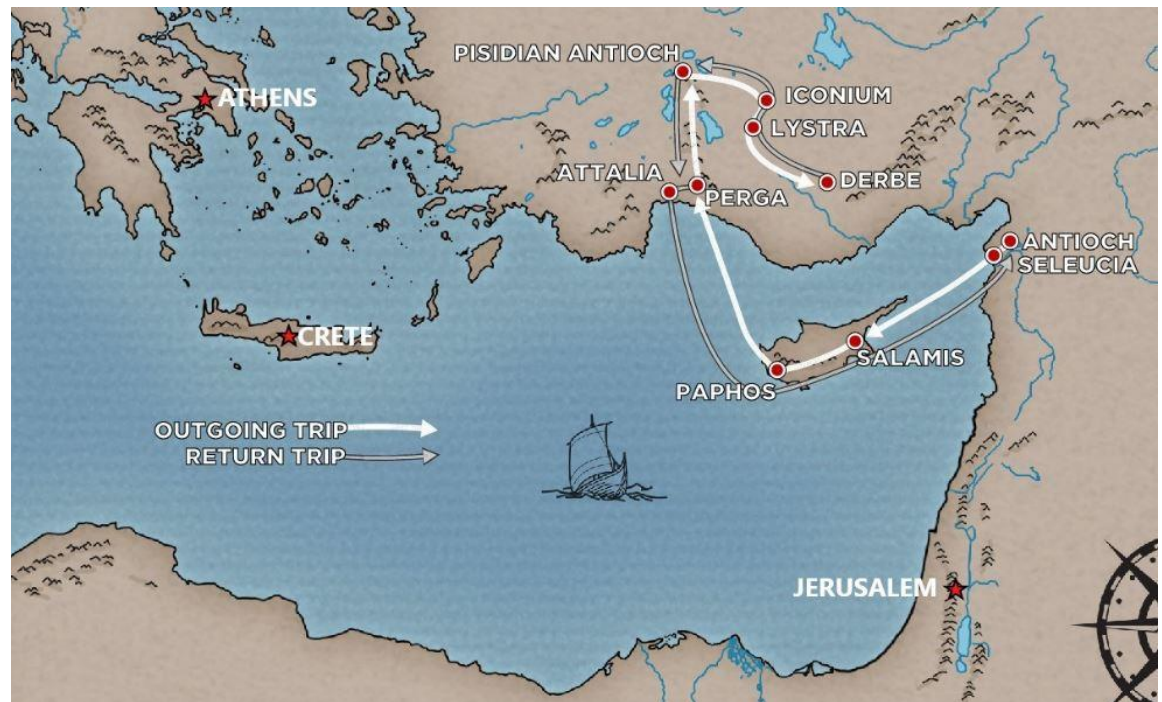 PISIDIAN ANTIOCH
ATHENS
ICONIUM
LYSTRA
ATTALIA
DERBE
PERGA
ANTIOCH
SELEUCIA
CRETE
SALAMIS
PAPHOS
OUTGOING TRIP
RETURN TRIP
JERUSALEM